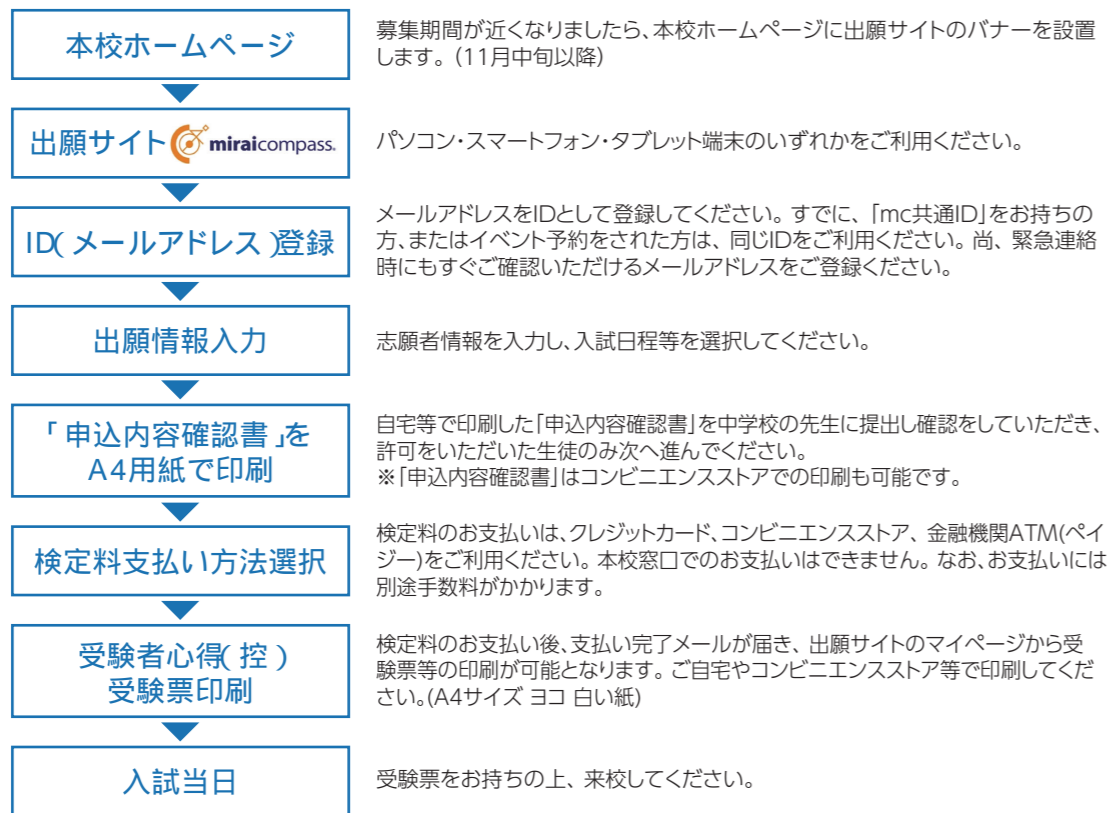 本校ホームページ
募集期間が近くなりましたら、本校ホームページに出願サイトのバナーを設置
します。(11月中旬以降)
出願サイト miraicompass.
パソコン・スマートフォン・タブレット端末のいずれかをご利用ください。
ID(メールアドレス)登録
メールアドレスをIDとして登録してください。すでに、「mc共通ID」をお持ちの
方、またはイベント予約をされた方は、同じIDをご利用ください。尚、緊急連絡
時にもすぐご確認いただけるメールアドレスをご登録ください。
出願情報入力
志願者情報を入力し、入試日程等を選択してください。
「申込内容確認書」を
A4用紙で印刷
自宅等で印刷した「申込内容確認書」を中学校の先生に提出し確認をしていただき、
許可をいただいた生徒のみ次へ進んでください。
※「申込内容確認書」はコンビニエンスストアでの印刷も可能です。
検定料支払い方法選択
検定料のお支払いは、クレジットカード、コンビニエンスストア、金融機関ATM(ペイ
ジー)をご利用ください。本校窓口でのお支払いはできません。なお、お支払いには
別途手数料がかかります。
受験者心得(控)
受験票印刷
検定料のお支払い後、支払い完了メールが届き、出願サイトのマイページから受
験票等の印刷が可能となります。ご自宅やコンビニエンスストア等で印刷してくだ
さい。(A4サイズ ヨコ 白い紙)
入試当日
受験票をお持ちの上、来校してください。